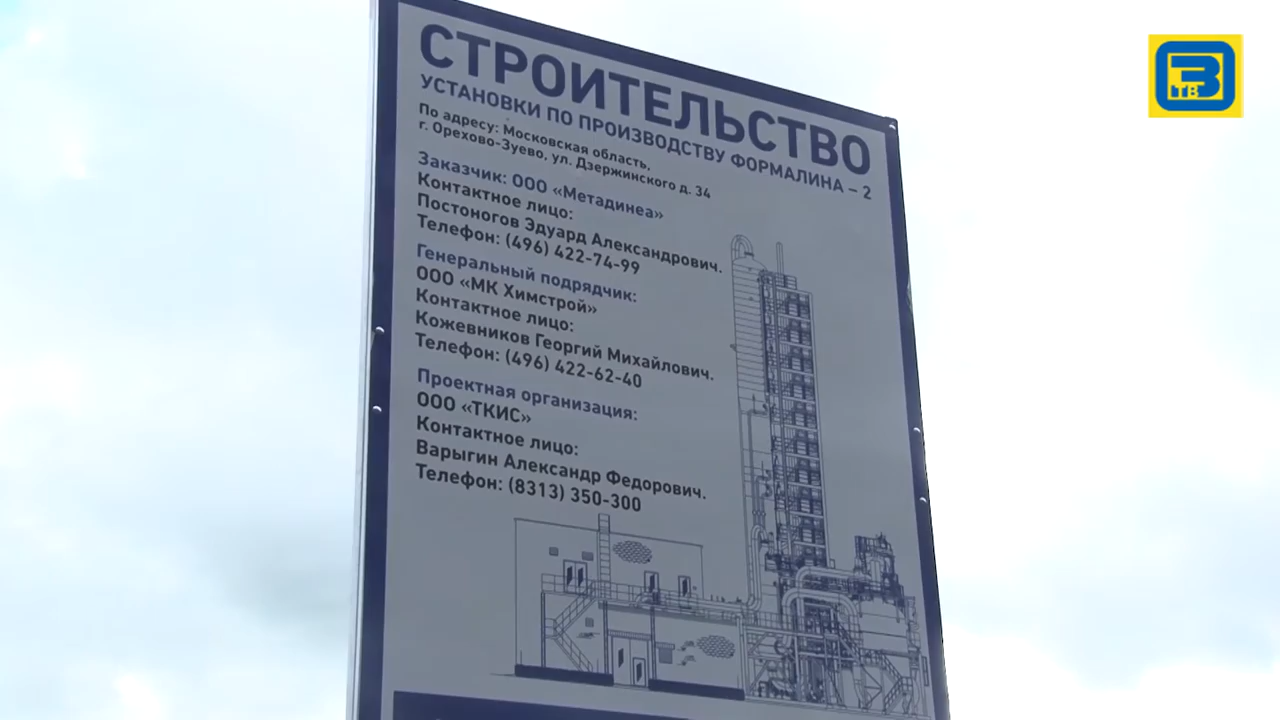 СТРОИТЕЛЬСТВО
УСТАНОВКИ ПО ПРОИЗВОДСТВУ ФОРМАЛИНА – 2
По адресу: Московская область,
г. Орехово-Зуево, ул. Дзержинского д. 34
Заказчик: ООО «Метадинеа»
Контактное лицо:
Постоногов Эдуард Александрович.
Телефон: (496) 422-74-99
Генеральный подрядчик:
ООО «МК Химстрой»
Контактное лицо:
Кожевников Георгий Михайлович.
Телефон: (496) 422-62-40
Проектная организация:
ООО «ТКИС»
Контактное лицо:
Варыгин Александр Федорович.
Телефон: (8313) 350-300
ТВ